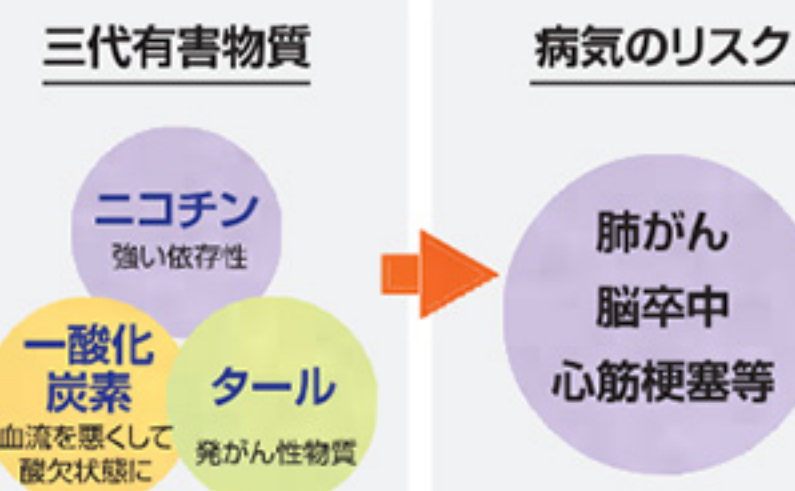 三代有害物質
ニコチン
強い依存性
一酸化
炭素
血流を悪くして
酸欠状態に
タール
発がん性物質
病気のリスク
肺がん
脳卒中
心筋梗塞等